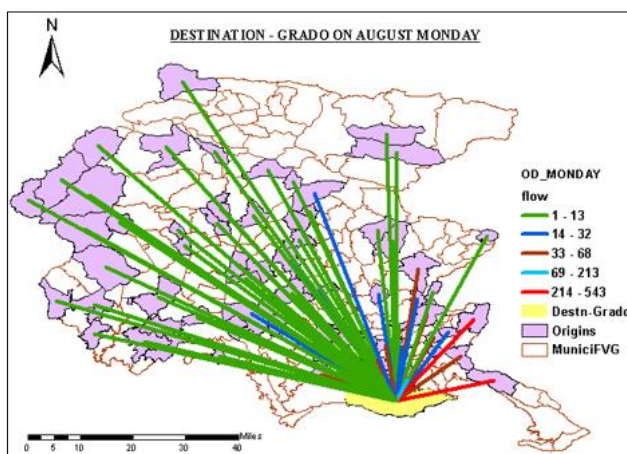 DESTINATION - GRADO ON AUGUST MONDAY
N
OD_MONDAY
flow
1 - 13
14 - 32
33 - 68
69 - 213
214 - 543
Destn-Grado
Origins
MuniciFVG
0 5 10 20 30 40
Miles